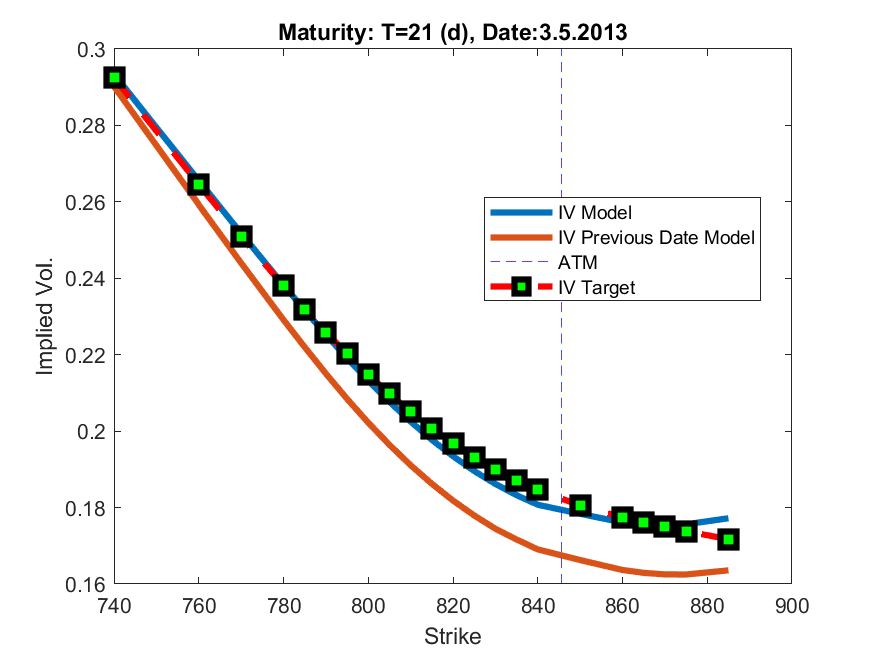 Maturity: T=21 (d), Date:3.5.2013
0.3
0.28
0.26
0.24
0.22
0.2
0.18
0.16
Implied Vol.
IV Model
IV Previous Date Model
ATM
IV Target
740 760 780 800 820 840 860 880 900
Strike